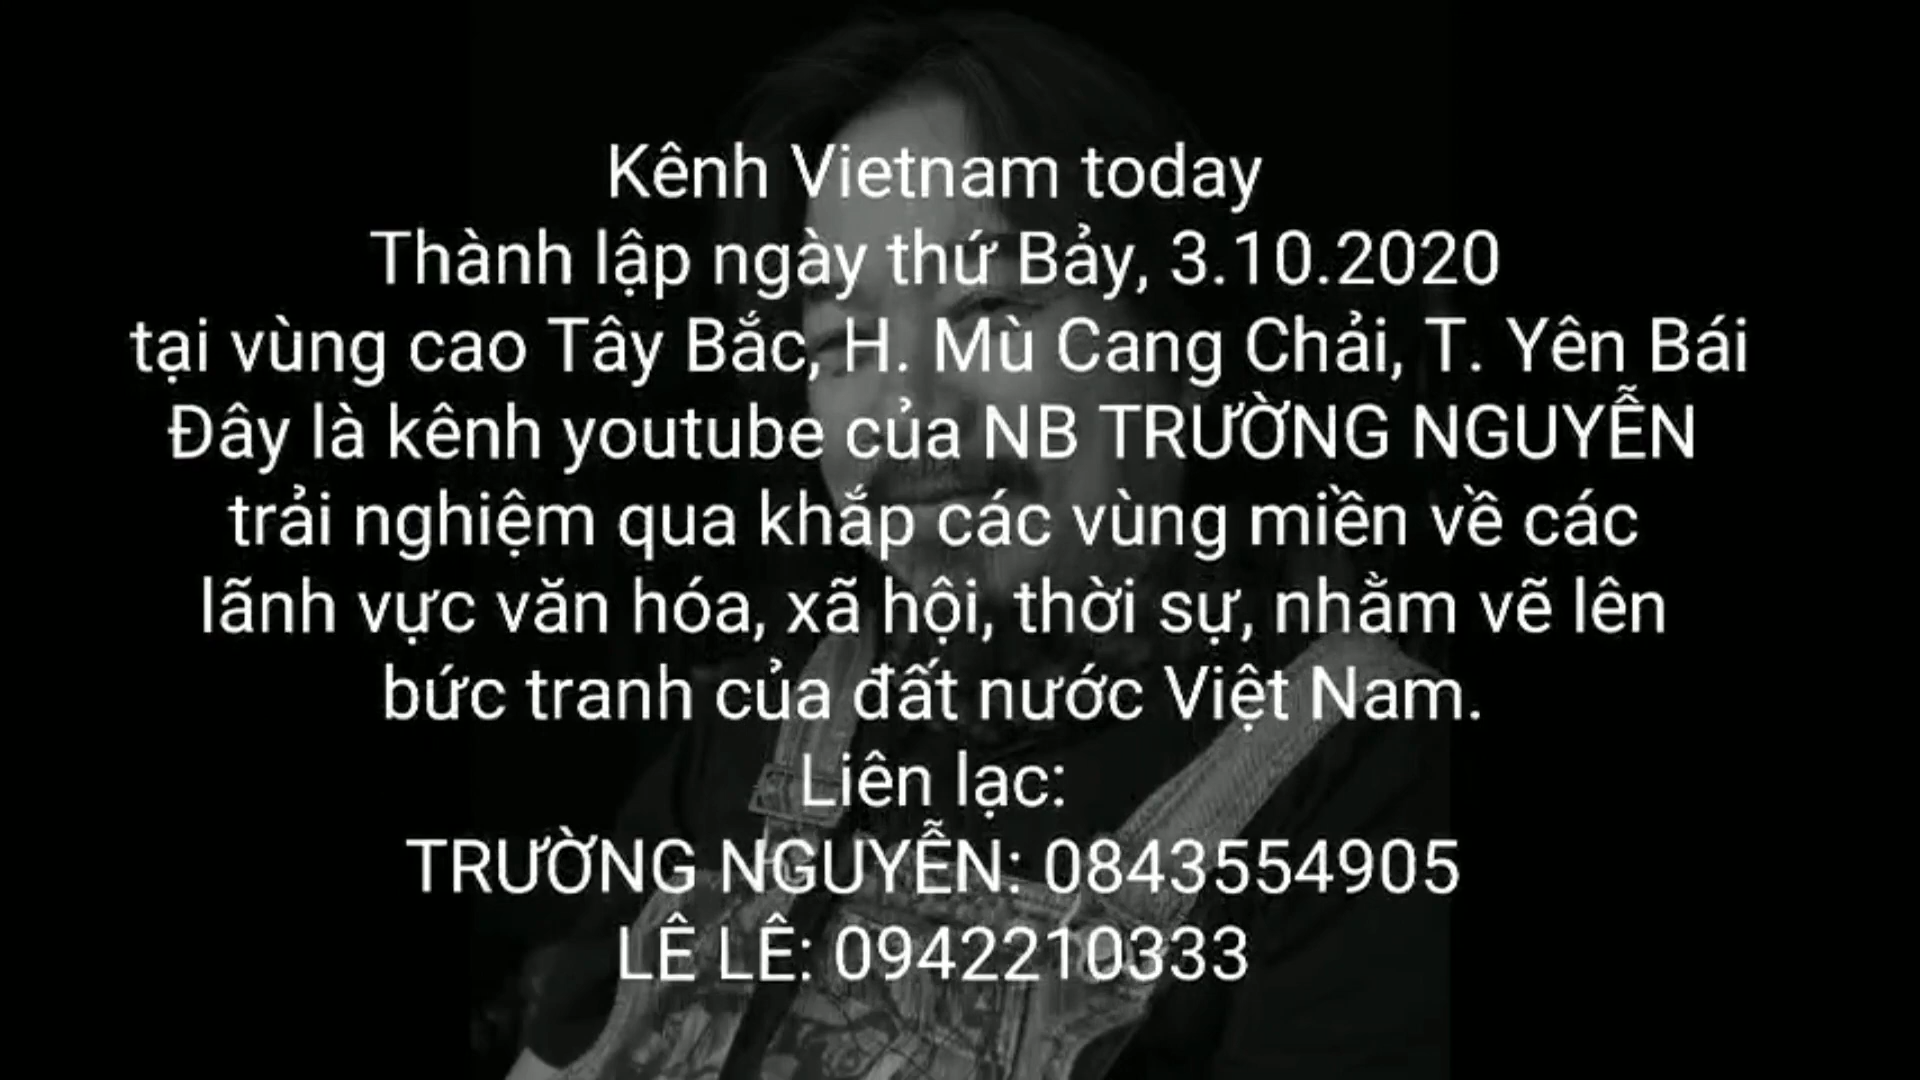 Kênh Vietnam today
Thành lập ngày thứ Bảy, 3.10.2020
tại vùng cao Tây Bắc, H. Mù Cang Chải, T. Yên Bái
Đây là kênh youtube của NB TRƯỜNG NGUYỄN
trải nghiệm qua khắp các vùng miền về các
lãnh vực văn hóa, xã hội, thời sự, nhằm vẽ lên
bức tranh của đất nước Việt Nam.
Liên lạc:
TRƯỜNG NGUYỄN: 0843554905
LÊ LÊ: 0942210333